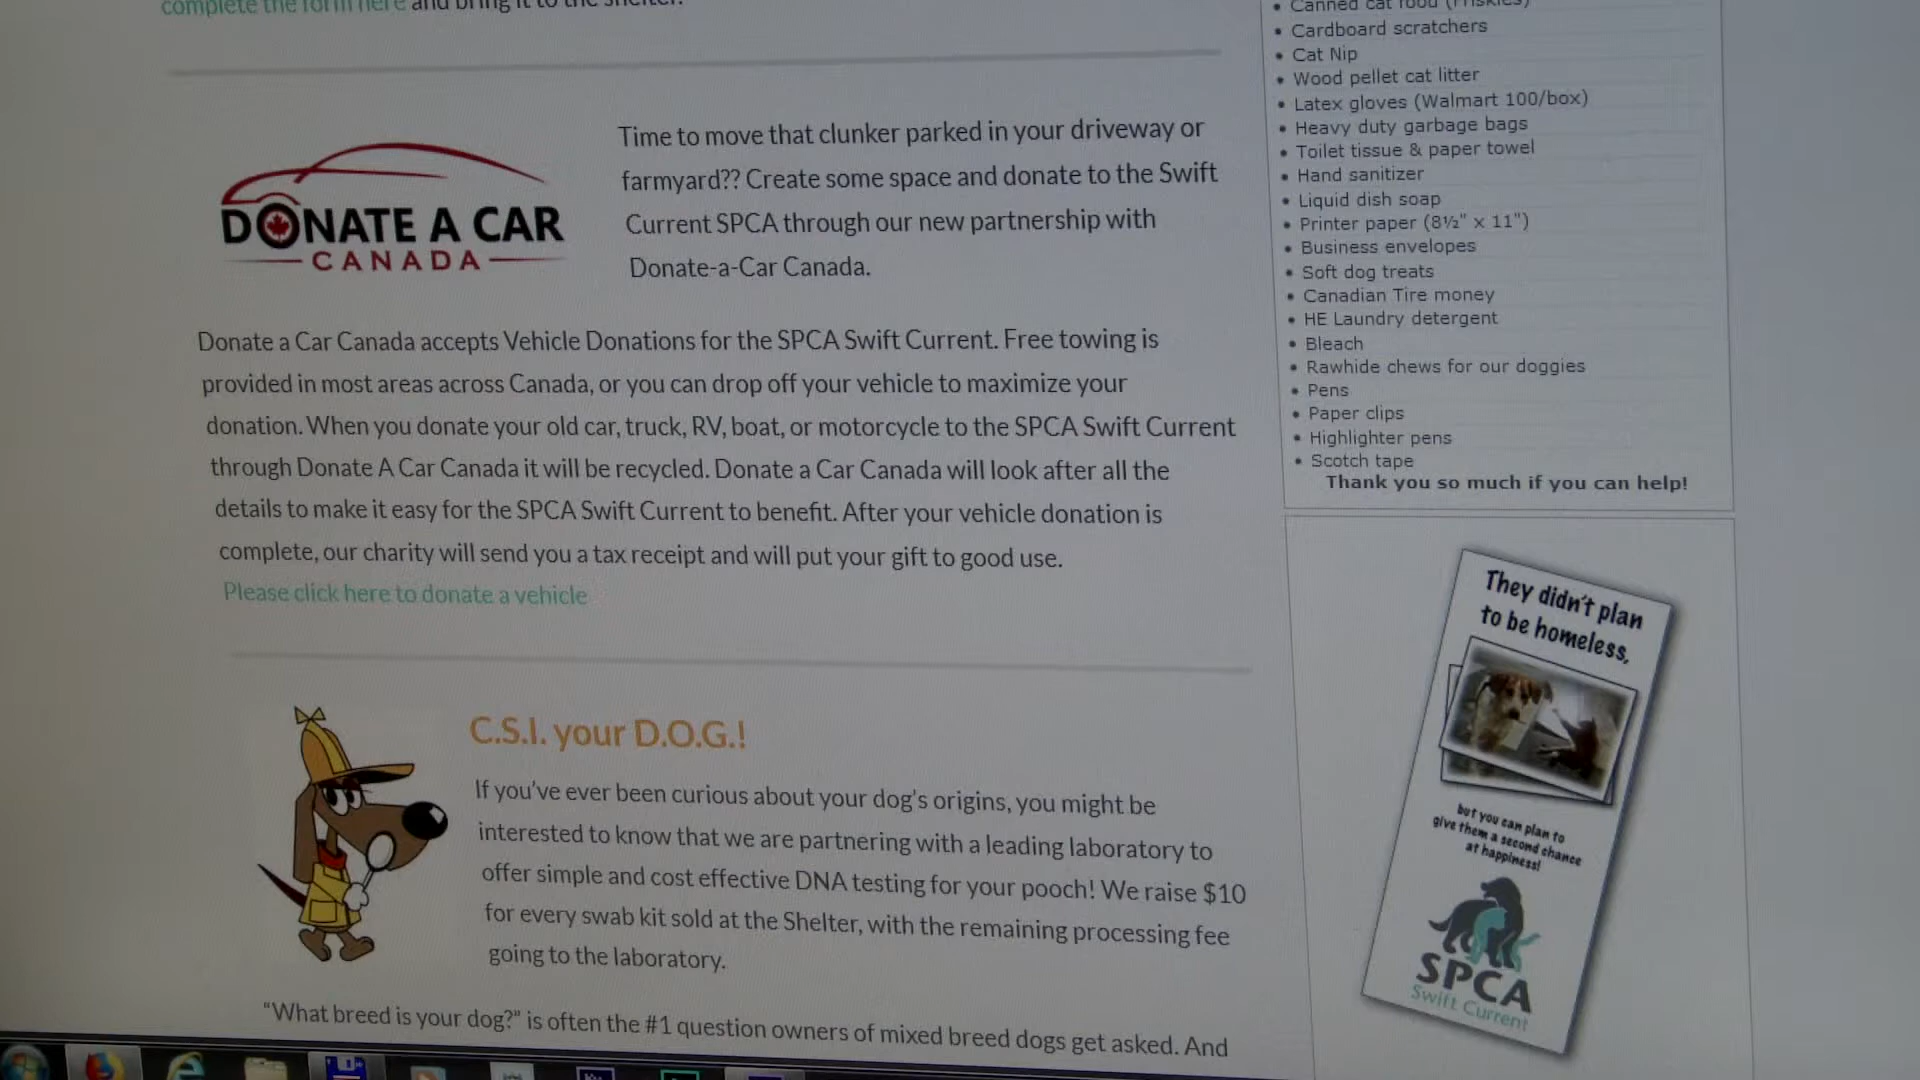 complete the form here and bring it to the shelter.
DONATE A CAR
CANADA
Time to move that clunker parked in your driveway or
farmyard?? Create some space and donate to the Swift
Current SPCA through our new partnership with
Donate-a-Car Canada.
Donate a Car Canada accepts Vehicle Donations for the SPCA Swift Current. Free towing is
provided in most areas across Canada, or you can drop off your vehicle to maximize your
donation. When you donate your old car, truck, RV, boat, or motorcycle to the SPCA Swift Current
through Donate A Car Canada it will be recycled. Donate a Car Canada will look after all the
details to make it easy for the SPCA Swift Current to benefit. After your vehicle donation is
complete, our charity will send you a tax receipt and will put your gift to good use.
Please click here to donate a vehicle
C.S.I. your D.O.G.!
If you've ever been curious about your dog's origins, you might be
interested to know that we are partnering with a leading laboratory to
offer simple and cost effective DNA testing for your pooch! We raise $10
for every swab kit sold at the Shelter, with the remaining processing fee
going to the laboratory.
“What breed is your dog?” is often the #1 question owners of mixed breed dogs get asked. And
• Canned cat food (Friskies)
• Cardboard scratchers
• Cat Nip
• Wood pellet cat litter
• Latex gloves (Walmart 100/box)
• Heavy duty garbage bags
• Toilet tissue & paper towel
• Hand sanitizer
• Liquid dish soap
• Printer paper (8½" x 11")
• Business envelopes
• Soft dog treats
• Canadian Tire money
• HE Laundry detergent
• Bleach
• Rawhide chews for our doggies
• Pens
• Paper clips
• Highlighter pens
• Scotch tape
Thank you so much if you can help!
They didn't plan
to be homeless,
but you can plan to
give them a second chance
at happiness!
SPCA
Swift Current